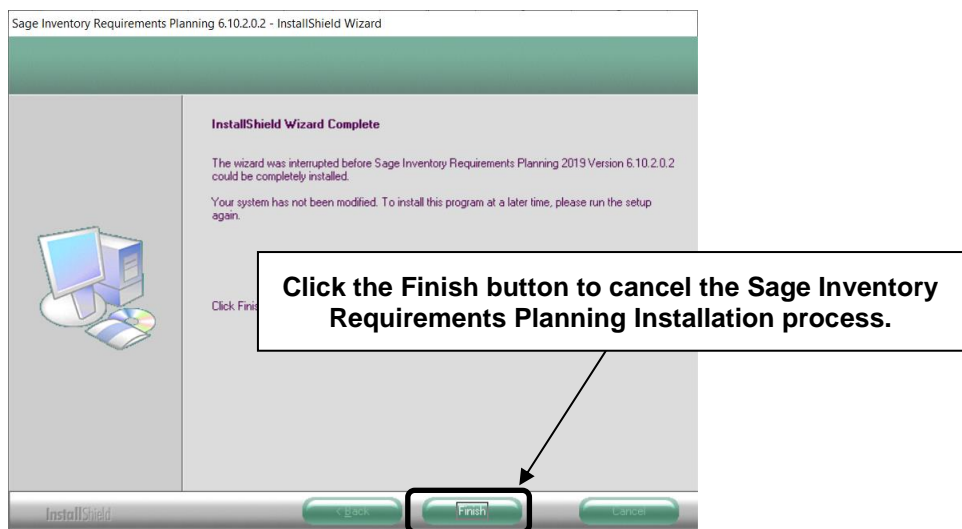 Sage Inventory Requirements Planning 6.10.2.0.2 - InstallShield Wizard
InstallShield Wizard Complete
The wizard was interrupted before Sage Inventory Requirements Planning 2019 Version 6.10.2.0.2
could be completely installed.
Your system has not been modified. To install this program at a later time, please run the setup
again.
Click the Finish button to cancel the Sage Inventory
Requirements Planning Installation process.
Click Finis
InstallShield
< Back
Finish
Cancel